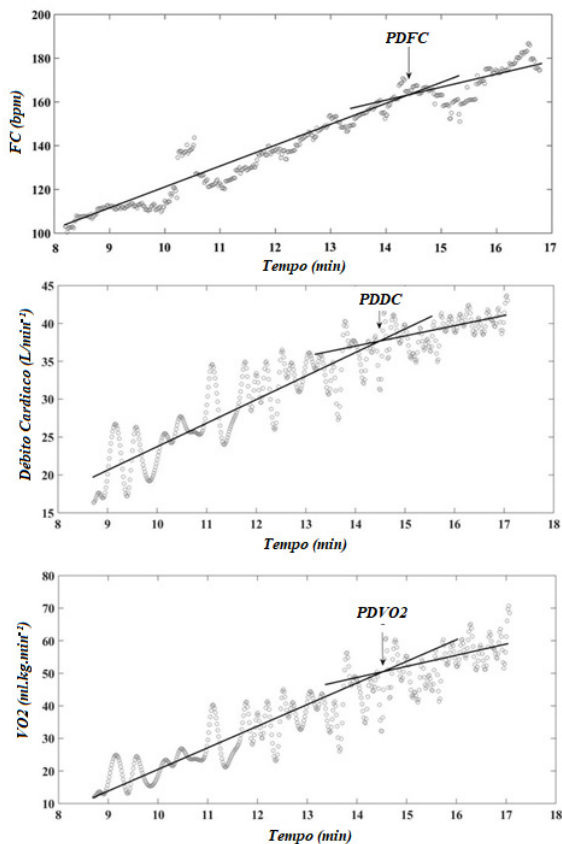 PDFC
FC (bpm)
200
180
160
140
120
100
8 9 10 11 12 13 14 15 16 17
Tempo (min)
PDDC
Débito Cardiaco (L/min⁻¹)
45
40
35
30
25
20
15
8 9 10 11 12 13 14 15 16 17 18
Tempo (min)
PDVO2
VO2 (ml.kg.min⁻¹)
80
70
60
50
40
30
20
10
8 9 10 11 12 13 14 15 16 17 18
Tempo (min)